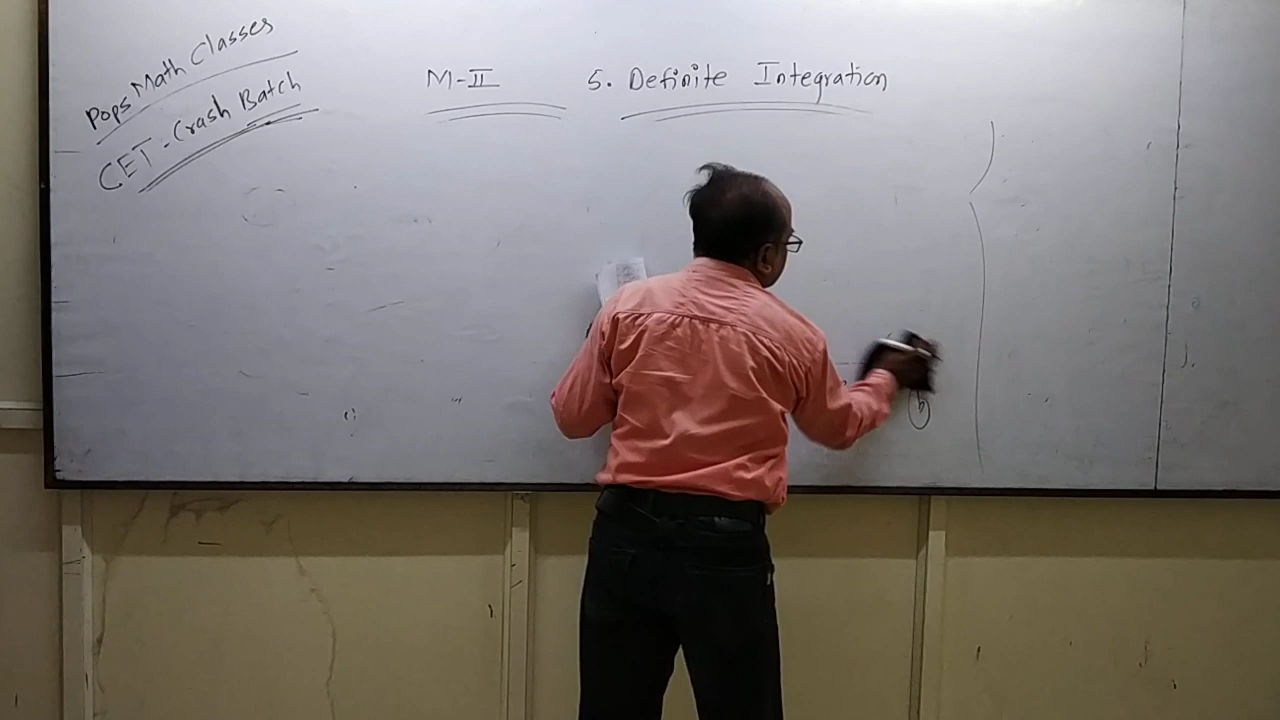 Pops Math Classes
CET-Crash Batch
M-II 5. Definite Integration
b